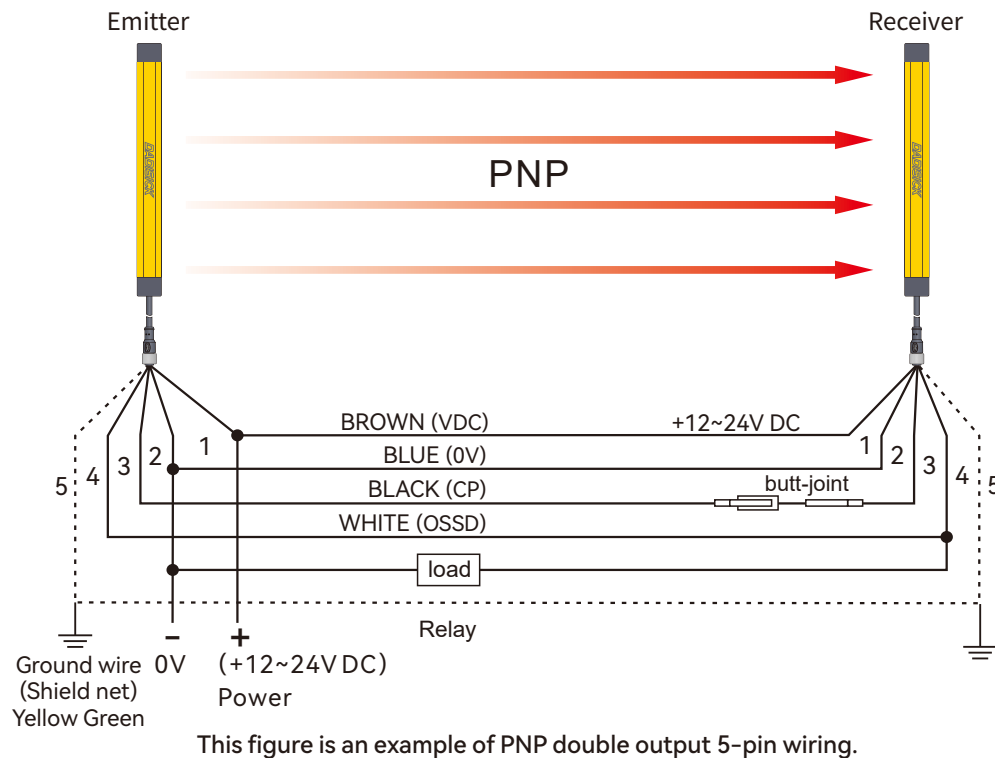 Emitter
Receiver
DADISICK
DADISICK
PNP
BROWN (VDC)
+12~24V DC
1
BLUE (0V)
1
2
2
3
BLACK (CP)
butt-joint
3
4
4
5
5
WHITE (OSSD)
load
Relay
-
+
Ground wire
(Shield net)
Yellow Green
0V
(+12~24V DC)
Power
This figure is an example of PNP double output 5-pin wiring.